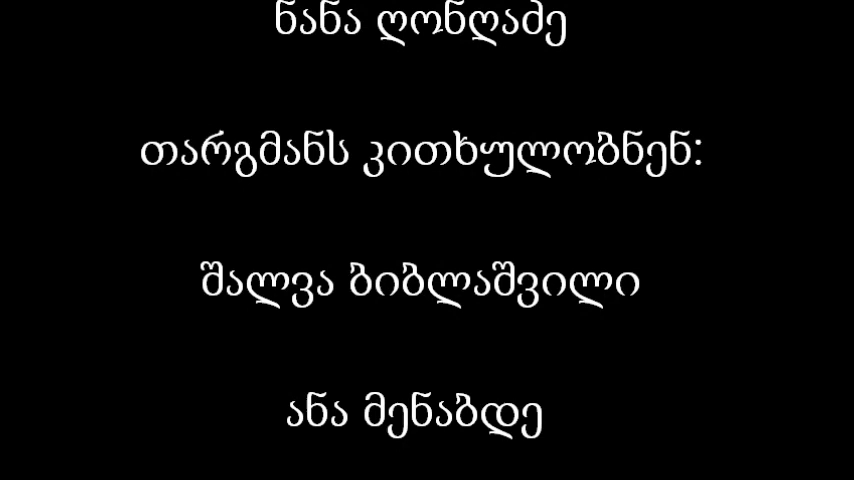 ნანა ღონღაძე
თარგმანს კითხულობნენ:
შალვა ბიბლაშვილი
ანა მენაბდე